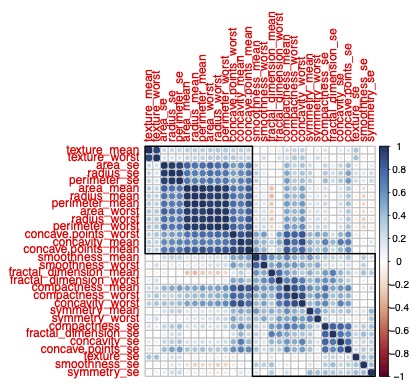 texture_mean
texture_worst
area_se
radius_se
perimeter_se
area_mean
radius_mean
perimeter_mean
area_worst
radius_worst
perimeter_worst
concave.points_worst
concavity_mean
concave.points_mean
smoothness_mean
smoothness_worst
fractal_dimension_mean
fractal_dimension_worst
compactness_mean
compactness_worst
concavity_worst
symmetry_mean
symmetry_worst
compactness_se
fractal_dimension_se
concavity_se
concave.points_se
texture_se
smoothness_se
symmetry_se
texture_mean
texture_worst
area_se
radius_se
perimeter_se
area_mean
radius_mean
perimeter_mean
area_worst
radius_worst
perimeter_worst
concave.points_worst
concavity_mean
concave.points_mean
smoothness_mean
smoothness_worst
fractal_dimension_mean
fractal_dimension_worst
compactness_mean
compactness_worst
concavity_worst
symmetry_mean
symmetry_worst
compactness_se
fractal_dimension_se
concavity_se
concave.points_se
texture_se
smoothness_se
symmetry_se
1
0.8
0.6
0.4
0.2
0
−0.2
−0.4
−0.6
−0.8
−1